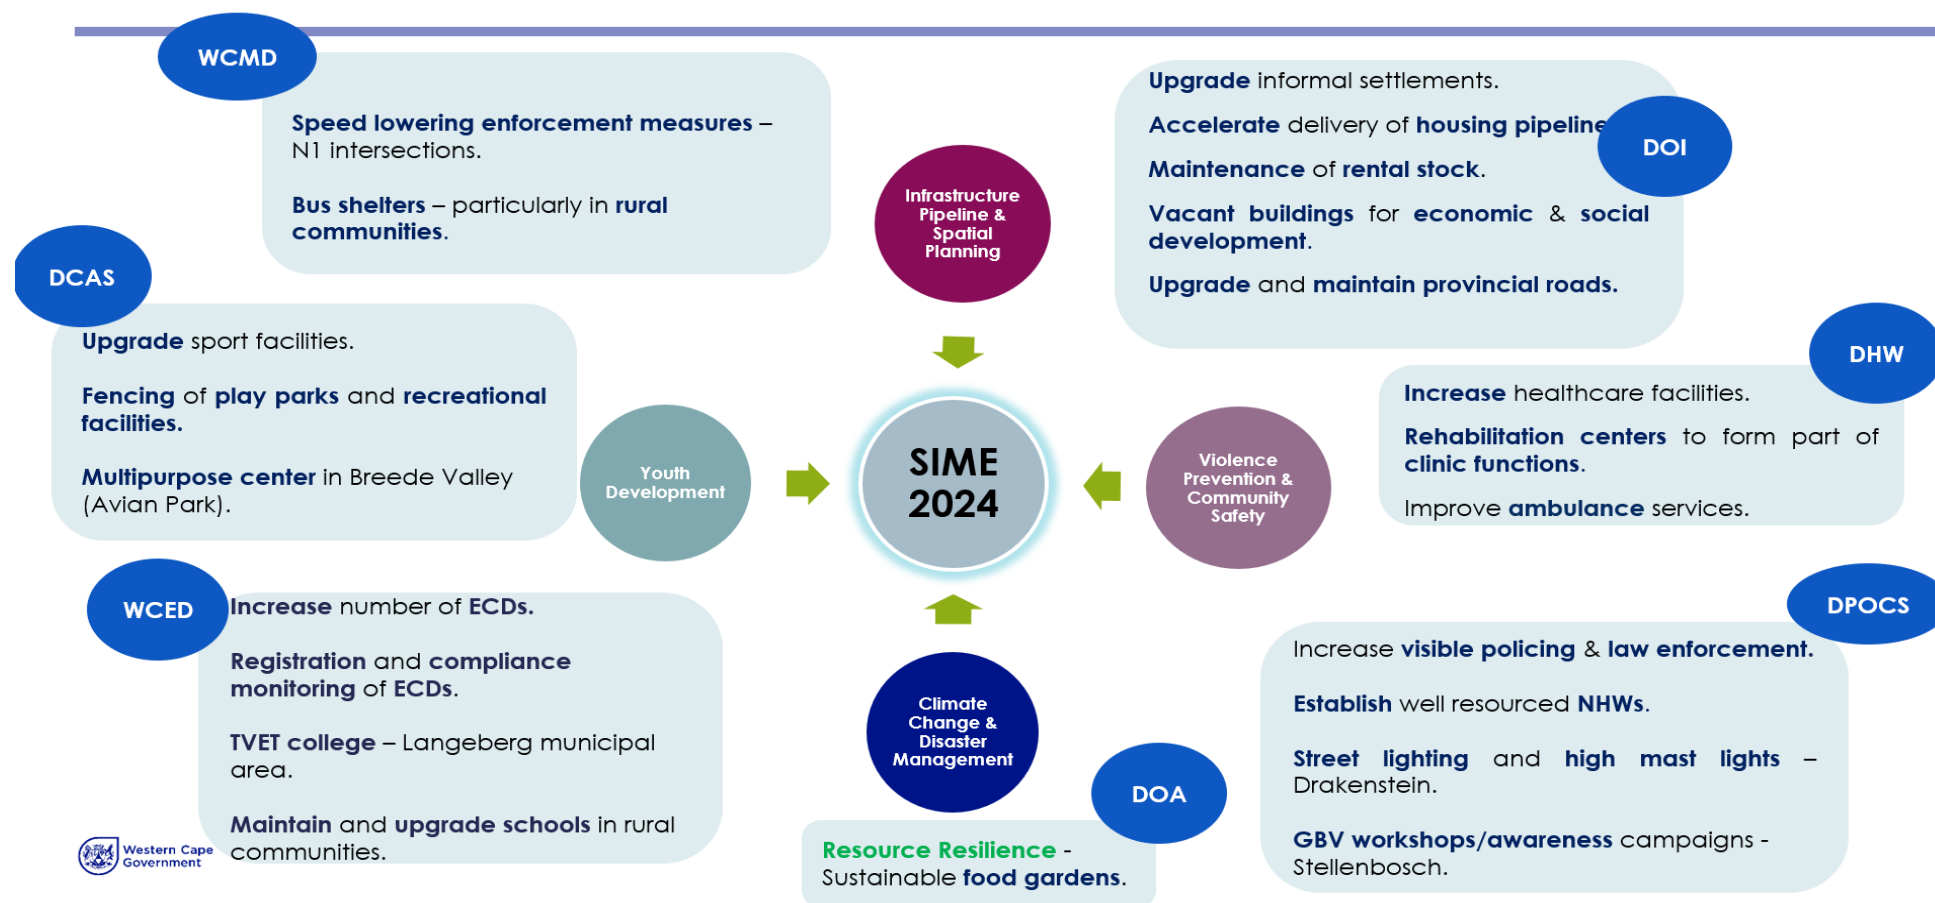 WCMD
Speed lowering enforcement measures –
N1 intersections.
Bus shelters – particularly in rural
communities.
DCAS
Upgrade sport facilities.
Fencing of play parks and recreational
facilities.
Multipurpose center in Breede Valley
(Avian Park).
WCED
Increase number of ECDs.
Registration and compliance
monitoring of ECDs.
TVET college – Langeberg municipal
area.
Maintain and upgrade schools in rural
communities.
Western Cape
Government
Infrastructure
Pipeline &
Spatial
Planning
Youth
Development
SIME
2024
Violence
Prevention &
Community
Safety
Climate
Change &
Disaster
Management
DOA
Resource Resilience -
Sustainable food gardens.
DOI
Upgrade informal settlements.
Accelerate delivery of housing pipeline
Maintenance of rental stock.
Vacant buildings for economic & social
development.
Upgrade and maintain provincial roads.
DHW
Increase healthcare facilities.
Rehabilitation centers to form part of
clinic functions.
Improve ambulance services.
DPOCS
Increase visible policing & law enforcement.
Establish well resourced NHWs.
Street lighting and high mast lights –
Drakenstein.
GBV workshops/awareness campaigns -
Stellenbosch.